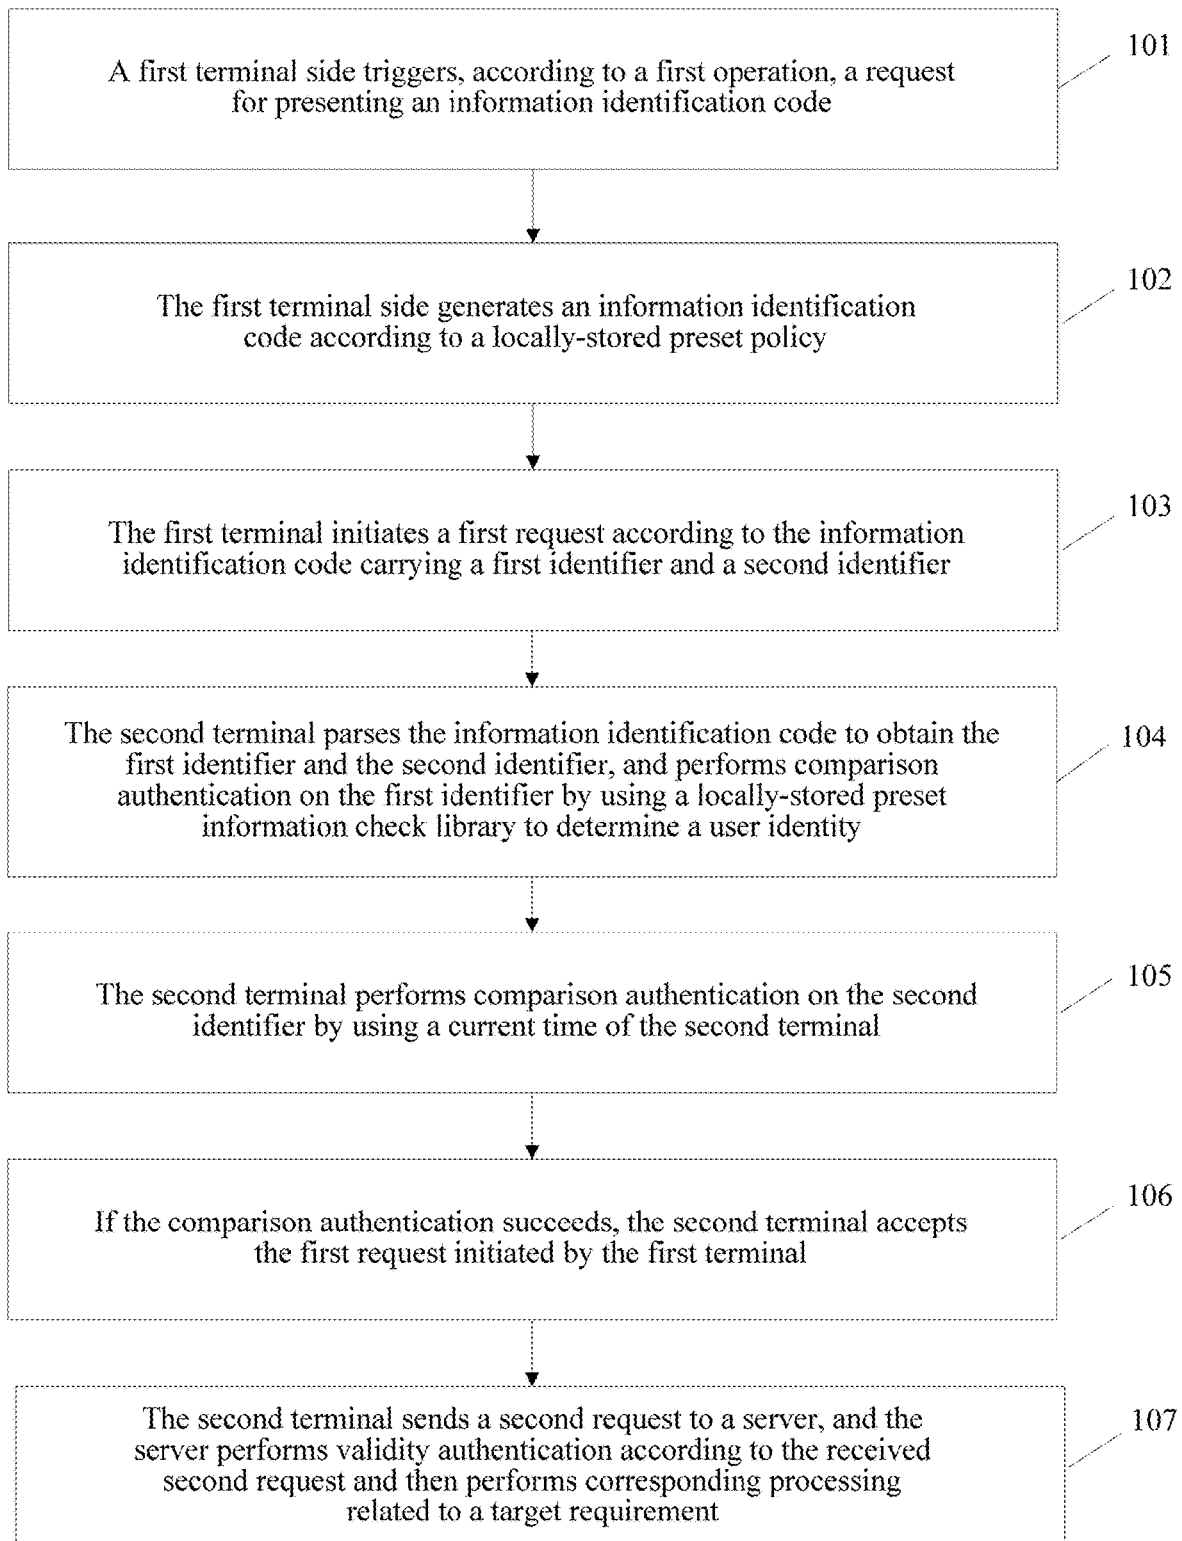 101
A first terminal side triggers, according to a first operation, a request
for presenting an information identification code
102
The first terminal side generates an information identification
code according to a locally-stored preset policy
103
The first terminal initiates a first request according to the information
identification code carrying a first identifier and a second identifier
104
The second terminal parses the information identification code to obtain the
first identifier and the second identifier, and performs comparison
authentication on the first identifier by using a locally-stored preset
information check library to determine a user identity
105
The second terminal performs comparison authentication on the second
identifier by using a current time of the second terminal
106
If the comparison authentication succeeds, the second terminal accepts
the first request initiated by the first terminal
107
The second terminal sends a second request to a server, and the
server performs validity authentication according to the received
second request and then performs corresponding processing
related to a target requirement